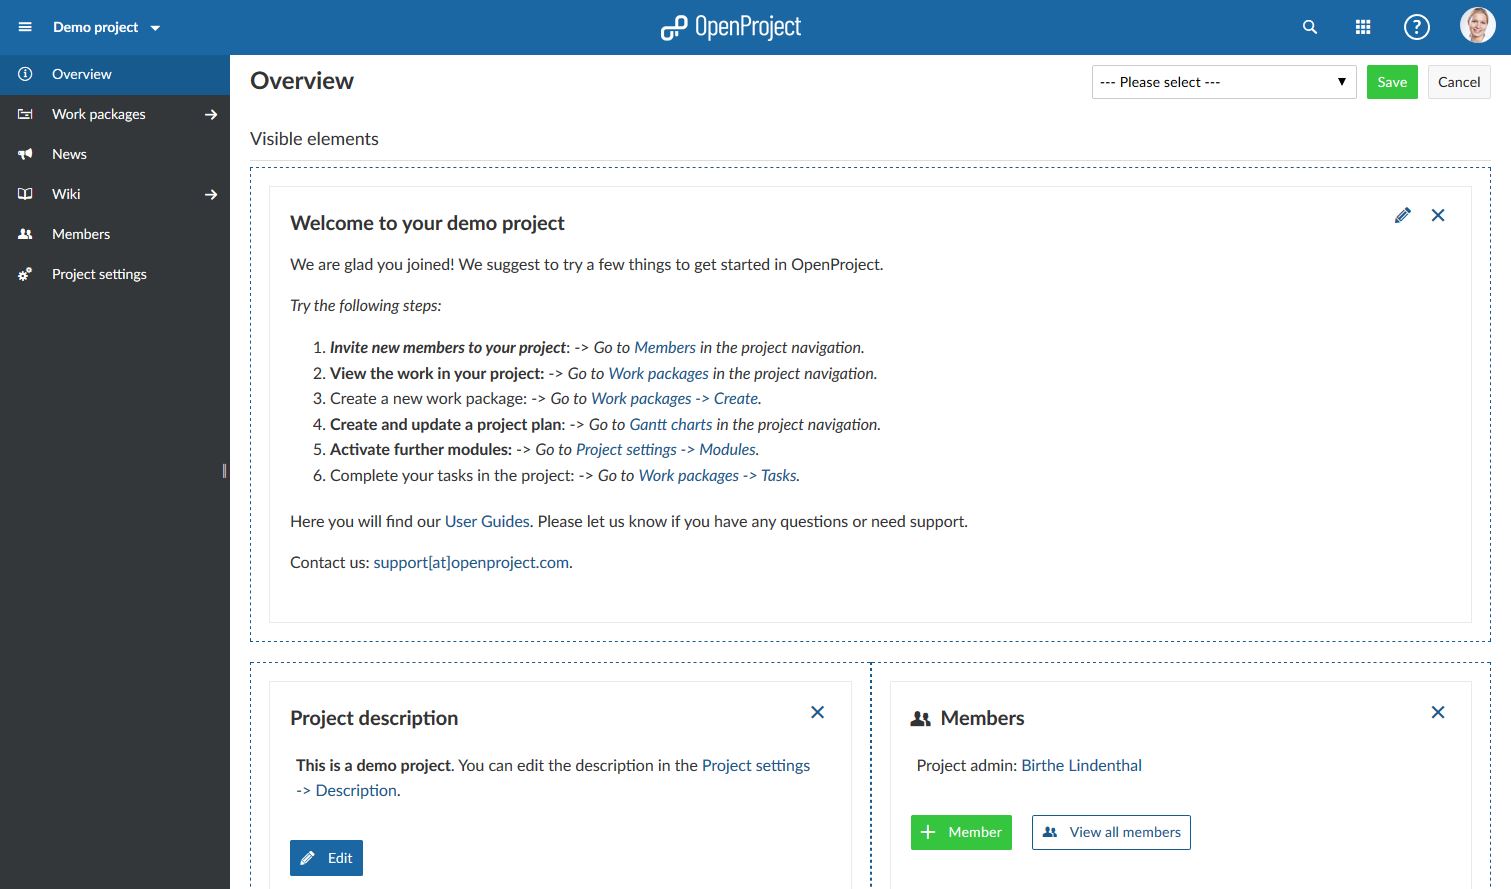 Demo project
OpenProject
?
Overview
Work packages
News
Wiki
Members
Project settings
Overview
--- Please select ---
Save
Cancel
Visible elements
Welcome to your demo project
We are glad you joined! We suggest to try a few things to get started in OpenProject.
Try the following steps:
1. Invite new members to your project: -> Go to Members in the project navigation.
2. View the work in your project: -> Go to Work packages in the project navigation.
3. Create a new work package: -> Go to Work packages -> Create.
4. Create and update a project plan: -> Go to Gantt charts in the project navigation.
5. Activate further modules: -> Go to Project settings -> Modules.
6. Complete your tasks in the project: -> Go to Work packages -> Tasks.
Here you will find our User Guides. Please let us know if you have any questions or need support.
Contact us: support[at]openproject.com.
Project description
This is a demo project. You can edit the description in the Project settings
-> Description.
Edit
Members
Project admin: Birthe Lindenthal
Member
View all members